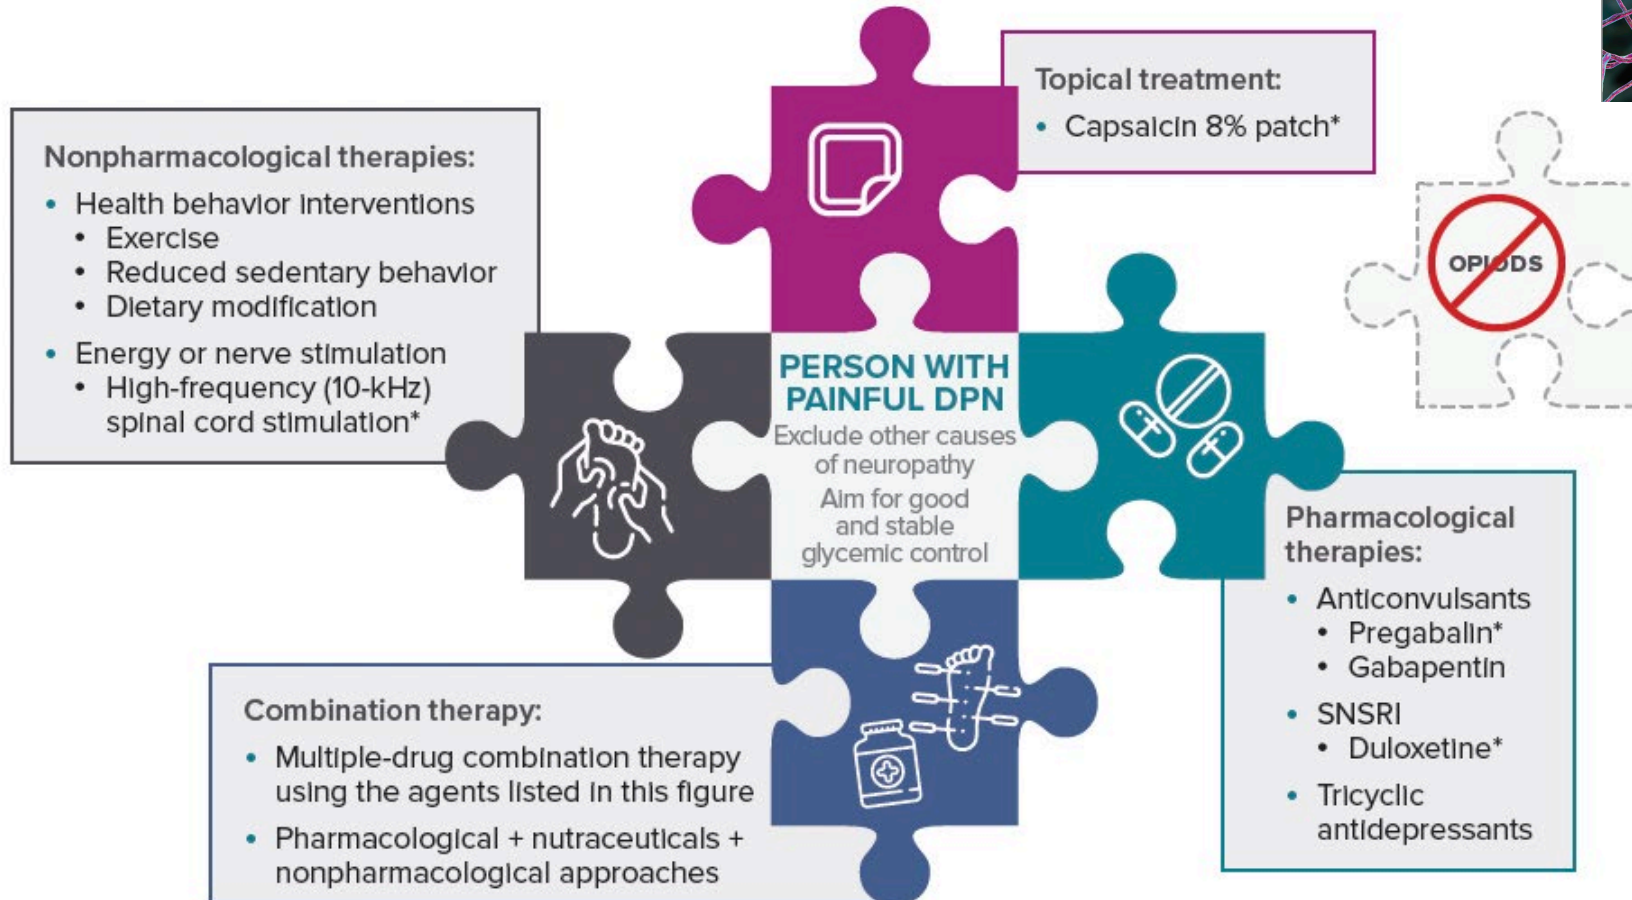 Topical treatment:
• Capsaicin 8% patch*
Nonpharmacological therapies:
• Health behavior interventions
• Exercise
• Reduced sedentary behavior
• Dietary modification
• Energy or nerve stimulation
• High-frequency (10-kHz)
spinal cord stimulation*
OPIODS
PERSON WITH
PAINFUL DPN
Exclude other causes
of neuropathy
Aim for good
and stable
glycemic control
Pharmacological
therapies:
• Anticonvulsants
• Pregabalin*
• Gabapentin
• SNSRI
• Duloxetine*
• Tricyclic
antidepressants
Combination therapy:
• Multiple-drug combination therapy
using the agents listed in this figure
• Pharmacological + nutraceuticals +
nonpharmacological approaches